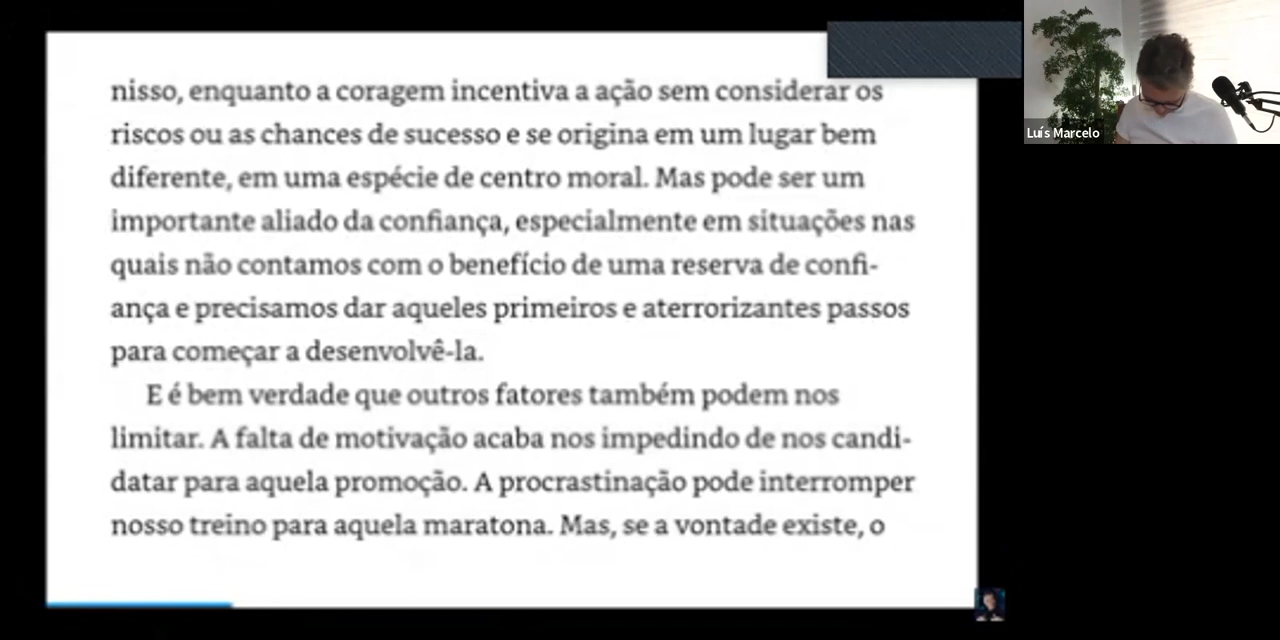 nisso, enquanto a coragem incentiva a ação sem considerar os
riscos ou as chances de sucesso e se origina em um lugar bem
diferente, em uma espécie de centro moral. Mas pode ser um
importante aliado da confiança, especialmente em situações nas
quais não contamos com o benefício de uma reserva de confi-
ança e precisamos dar aqueles primeiros e aterrorizantes passos
para começar a desenvolvê-la.
E é bem verdade que outros fatores também podem nos
limitar. A falta de motivação acaba nos impedindo de nos candi-
datar para aquela promoção. A procrastinação pode interromper
nosso treino para aquela maratona. Mas, se a vontade existe, o
Luís Marcelo